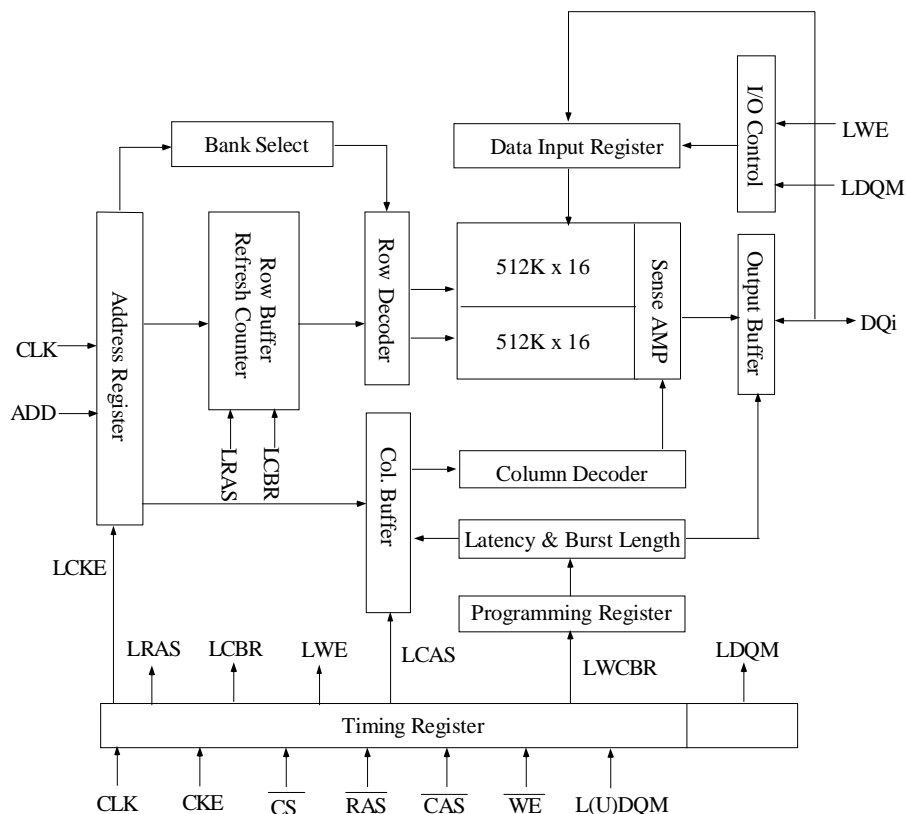 I/O Control
LWE
LDQM
Bank Select
Data Input Register
Address Register
CLK
ADD
Row Buffer
Refresh Counter
Row Decoder
512K x 16
512K x 16
Sense AMP
Output Buffer
DQi
LRAS
LCBR
Col. Buffer
Column Decoder
Latency & Burst Length
LCKE
Programming Register
LRAS
LCBR
LWE
LCAS
LWCBR
LDQM
Timing Register
CLK
CKE
CS
RAS
CAS
WE
L(U)DQM